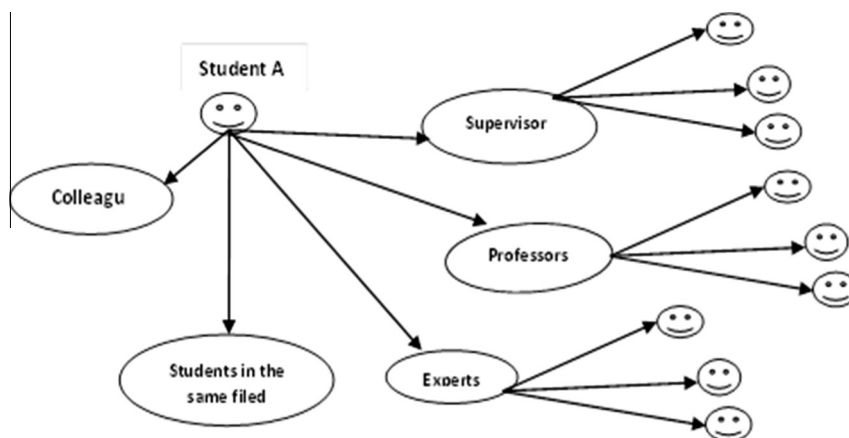 Student A
Supervisor
Colleagu
Professors
Students in the
same filed
Experts